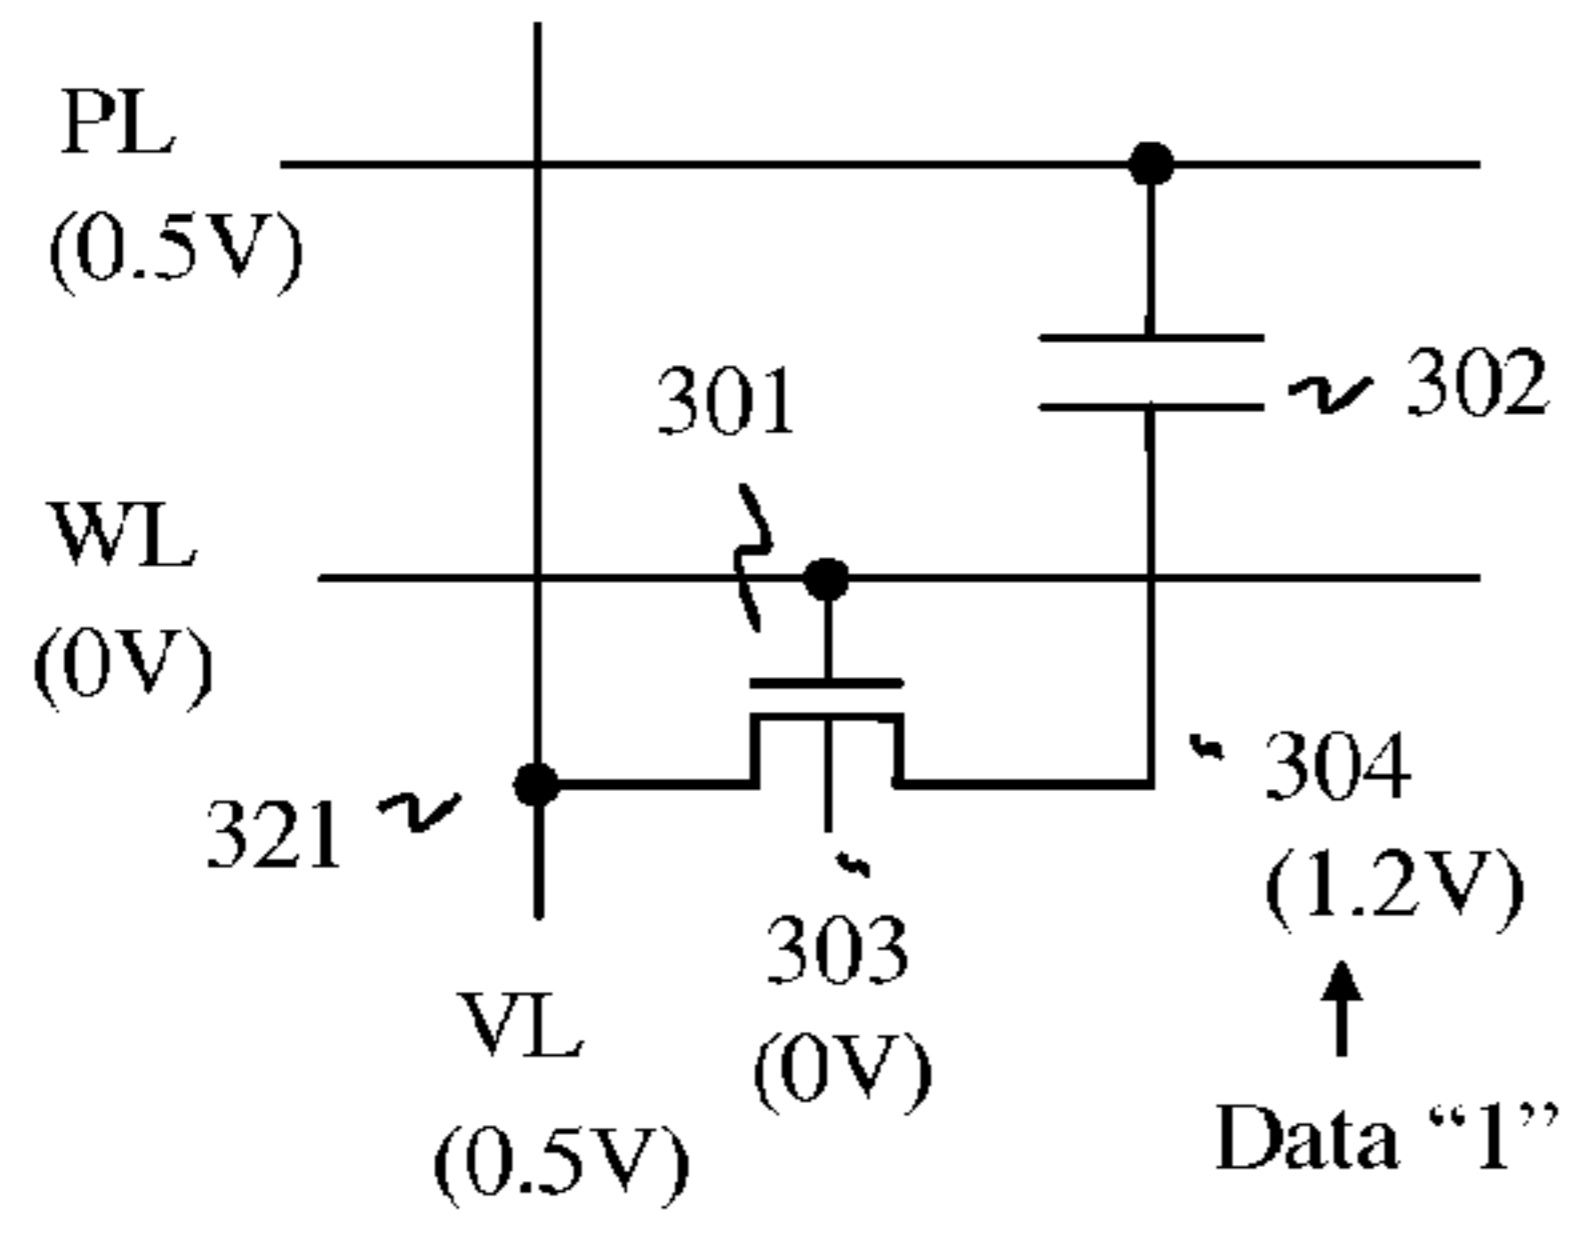 PL
(0.5V)
301
302
WL
(0V)
321
304
(1.2V)
303
(0V)
VL
(0.5V)
Data “1”